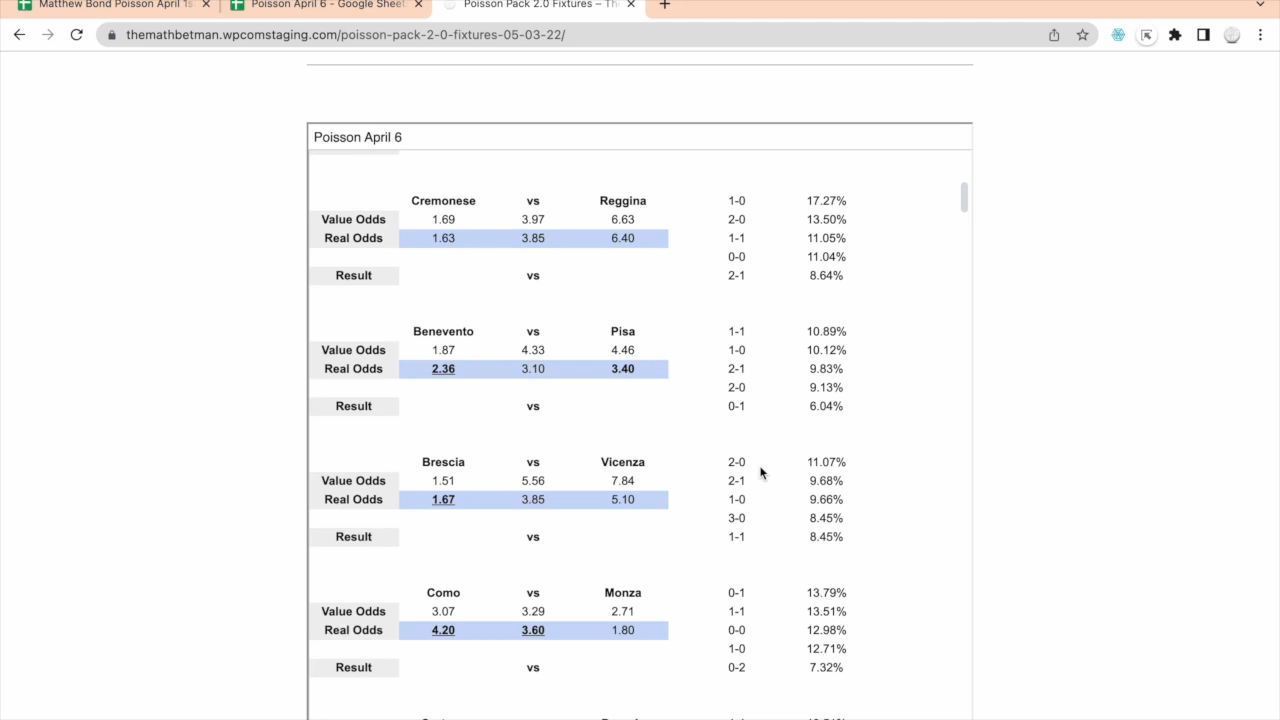 Matthew Bond Poisson April 1s
Poisson April 6 - Google Sheet
Poisson Pack 2.0 Fixtures – The
themathbetman.wpcomstaging.com/poisson-pack-2-0-fixtures-05-03-22/
Poisson April 6
Cremonese vs Reggina 1-0 17.27%
Value Odds 1.69 3.97 6.63 2-0 13.50%
Real Odds 1.63 3.85 6.40 1-1 11.05%
0-0 11.04%
Result vs 2-1 8.64%
Benevento vs Pisa 1-1 10.89%
Value Odds 1.87 4.33 4.46 1-0 10.12%
Real Odds 2.36 3.10 3.40 2-1 9.83%
2-0 9.13%
Result vs 0-1 6.04%
Brescia vs Vicenza 2-0 11.07%
Value Odds 1.51 5.56 7.84 2-1 9.68%
Real Odds 1.67 3.85 5.10 1-0 9.66%
3-0 8.45%
Result vs 1-1 8.45%
Como vs Monza 0-1 13.79%
Value Odds 3.07 3.29 2.71 1-1 13.51%
Real Odds 4.20 3.60 1.80 0-0 12.98%
1-0 12.71%
Result vs 0-2 7.32%